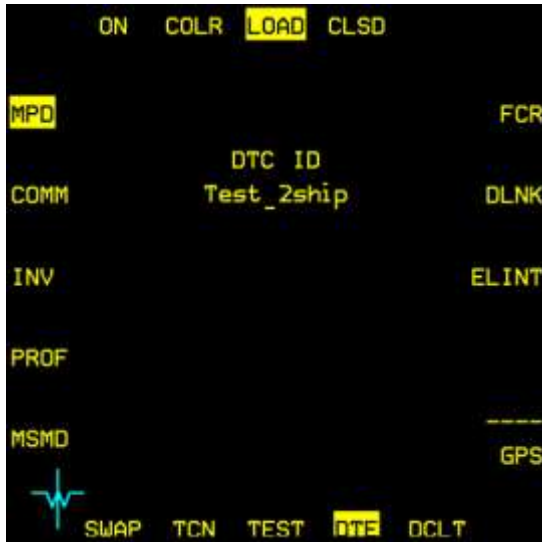 ON COLR LOAD CLSD
MPD FCR
DTC ID
COMM Test_2ship DLNK
INV ELINT
PROF
----
MSMD
GPS
SWAP TCN TEST DTE DCLT